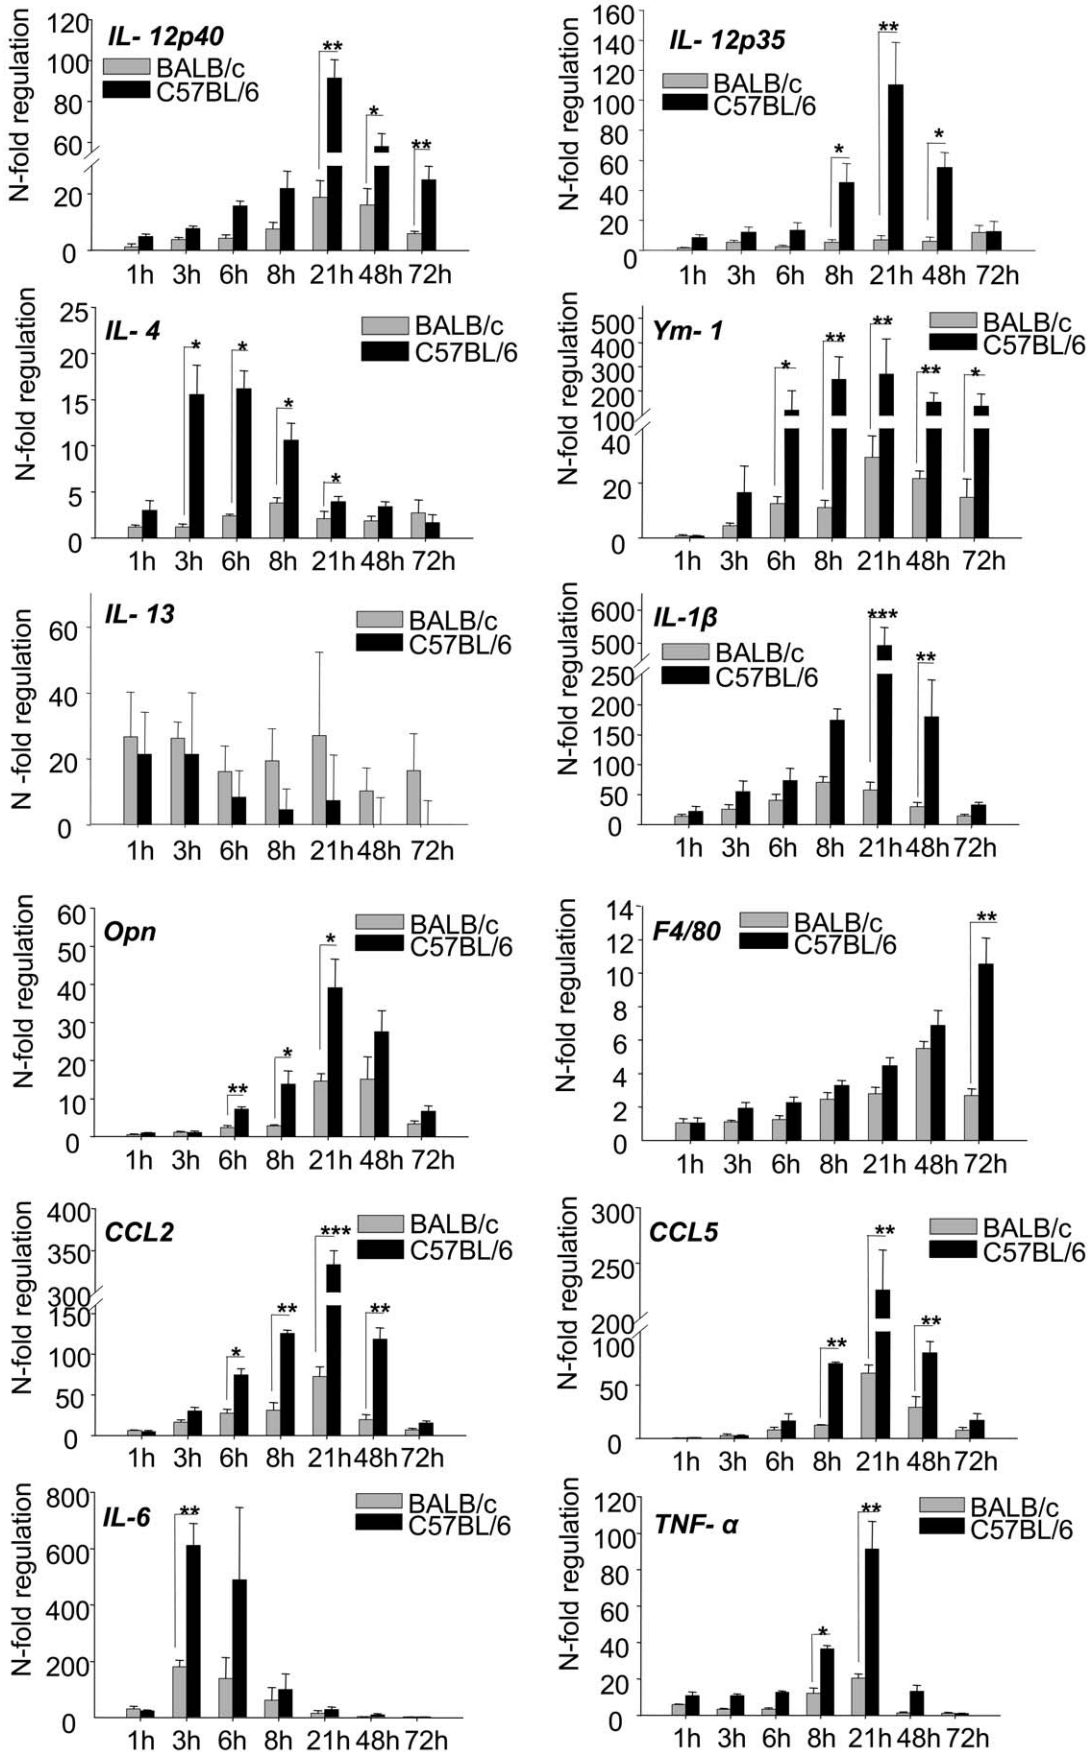 IL- 12p40
BALB/c
C57BL/6
N-fold regulation
120
100
80
60
20
0
** * **
1h 3h 6h 8h 21h 48h 72h
IL- 12p35
BALB/c
C57BL/6
N-fold regulation
160
140
120
100
80
60
40
20
0
* ** *
1h 3h 6h 8h 21h 48h 72h
IL- 4
BALB/c
C57BL/6
N-fold regulation
25
20
15
10
5
0
* * * *
1h 3h 6h 8h 21h 48h 72h
Ym- 1
BALB/c
C57BL/6
N-fold regulation
500
400
300
200
100
40
20
0
* ** ** ** *
1h 3h 6h 8h 21h 48h 72h
IL- 13
BALB/c
C57BL/6
N -fold regulation
60
40
20
0
1h 3h 6h 8h 21h 48h 72h
IL-1β
BALB/c
C57BL/6
N-fold regulation
600
500
250
200
150
100
50
0
*** **
1h 3h 6h 8h 21h 48h 72h
Opn
BALB/c
C57BL/6
N-fold regulation
60
50
40
30
20
10
0
** * *
1h 3h 6h 8h 21h 48h 72h
F4/80
BALB/c
C57BL/6
N-fold regulation
14
12
10
8
6
4
2
0
**
1h 3h 6h 8h 21h 48h 72h
CCL2
BALB/c
C57BL/6
N-fold regulation
400
350
300
150
100
50
0
* ** *** **
1h 3h 6h 8h 21h 48h 72h
CCL5
BALB/c
C57BL/6
N-fold regulation
300
250
200
100
50
0
** ** **
1h 3h 6h 8h 21h 48h 72h
IL-6
BALB/c
C57BL/6
N-fold regulation
800
600
400
200
0
**
1h 3h 6h 8h 21h 48h 72h
TNF- α
BALB/c
C57BL/6
N-fold regulation
120
100
80
60
40
20
0
* **
1h 3h 6h 8h 21h 48h 72h